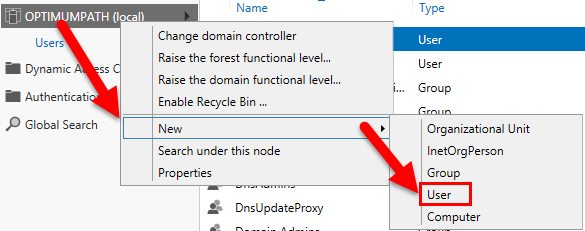 Name
Type
OPTIMUMPATH (local)
Users
Dynamic Access C
Authentication
Global Search
Change domain controller
Raise the forest functional level...
Raise the domain functional level...
Enable Recycle Bin ...
New
Search under this node
Properties
User
User
Group
Group
Organizational Unit
InetOrgPerson
Group
User
Computer
DnsAdmins
DnsUpdateProxy
Domain Admins
Group